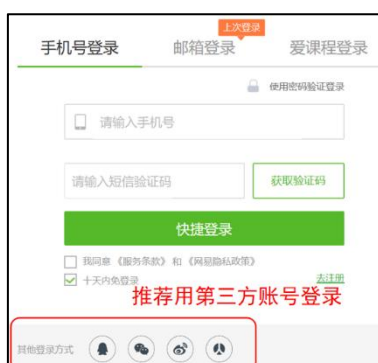 上次登录
手机号登录 邮箱登录 爱课程登录
使用密码验证登录
请输入手机号
请输入短信验证码 获取验证码
快捷登录
我同意《服务条款》和《网易隐私政策》
十天内免登录 去注册
推荐用第三方账号登录
其他登录方式